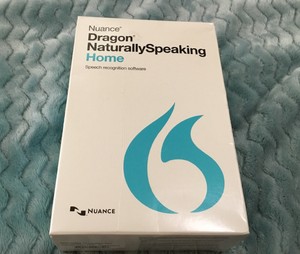 Nuance®
Dragon®
NaturallySpeaking
Home
Speech recognition software
NUANCE